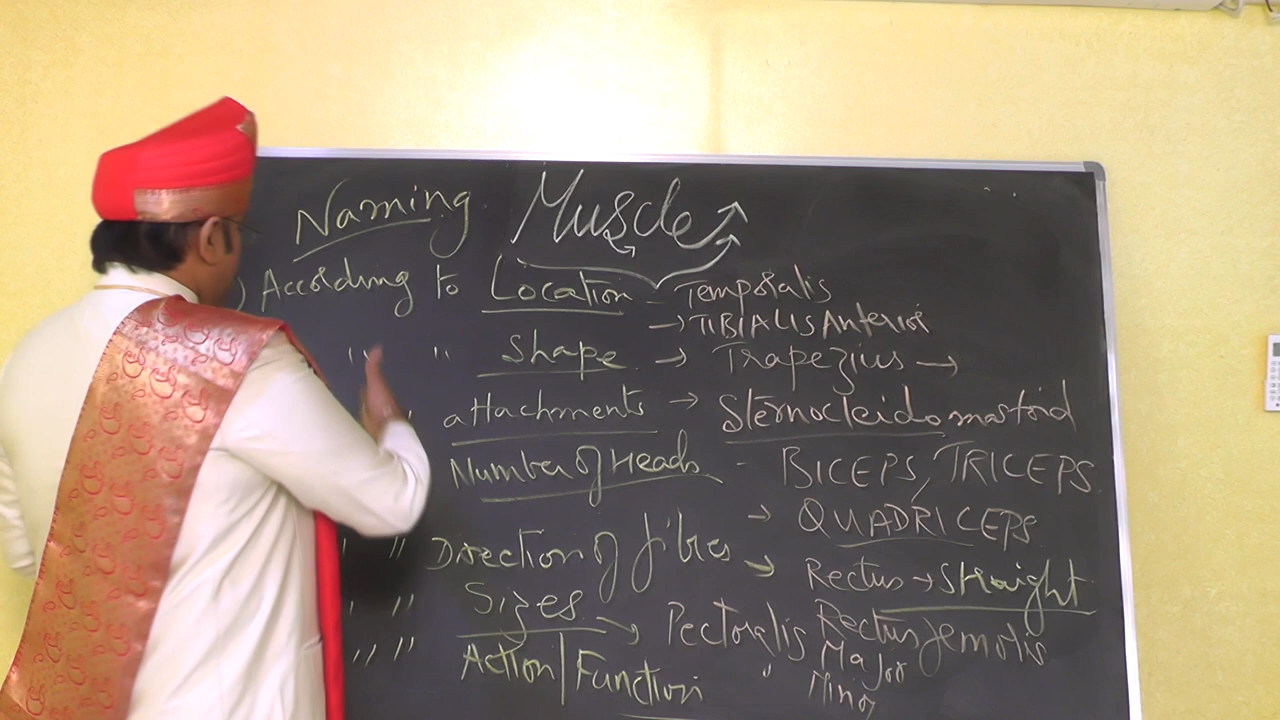 Naming Muscle
) According to Location - Temporalis
→ TIBIALIS Anterior
" " Shape → Trapezius →
" attachments → Sternocleidomastoid
Number of Heads - BICEPS, TRICEPS
→ QUADRICEPS
" " Direction of fibres → Rectus → Straight
Rectus femoris
" " Sizes → Pectoralis Major
" Minor
" " Action/Function